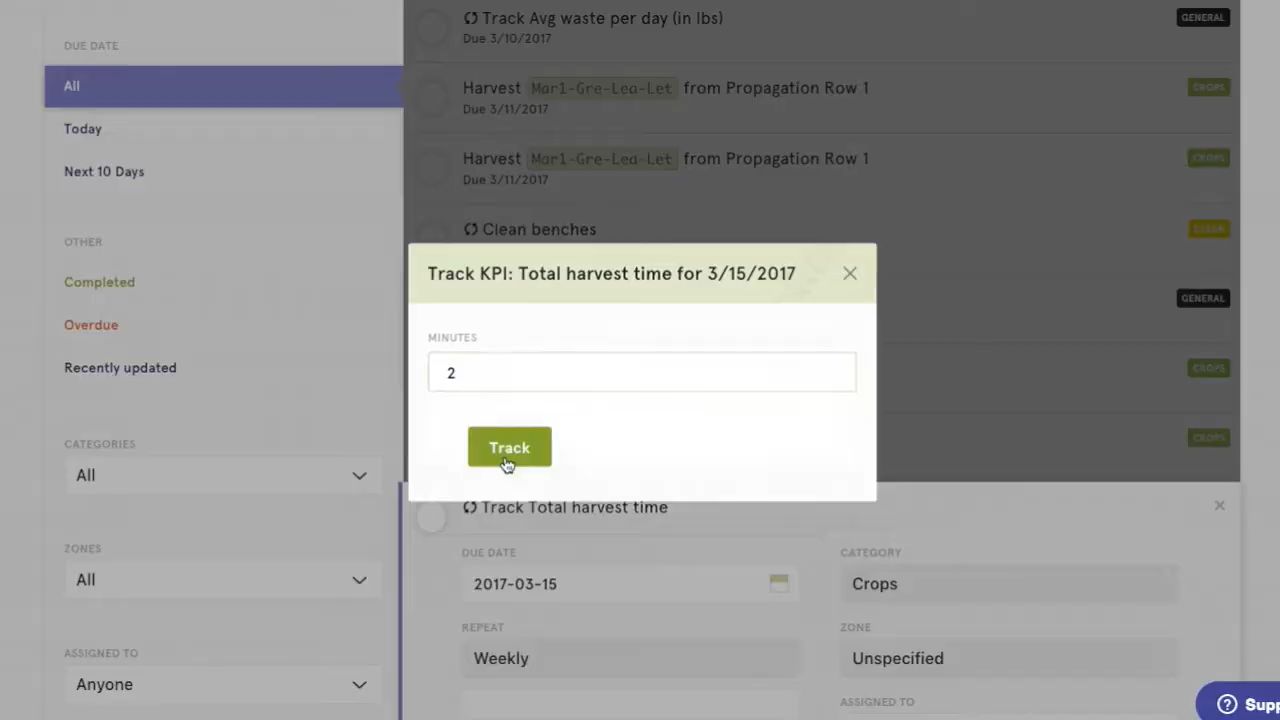 DUE DATE
All
Today
Next 10 Days
OTHER
Completed
Overdue
Recently updated
CATEGORIES
All
ZONES
All
ASSIGNED TO
Anyone
Track Avg waste per day (in lbs)
Due 3/10/2017
GENERAL
Harvest Mar1-Gre-Lea-Let from Propagation Row 1
Due 3/11/2017
CROPS
Harvest Mar1-Gre-Lea-Let from Propagation Row 1
Due 3/11/2017
CROPS
Clean benches
GENERAL
CROPS
CROPS
Track KPI: Total harvest time for 3/15/2017
MINUTES
2
Track
Track Total harvest time
DUE DATE
2017-03-15
CATEGORY
Crops
REPEAT
Weekly
ZONE
Unspecified
ASSIGNED TO
Supp